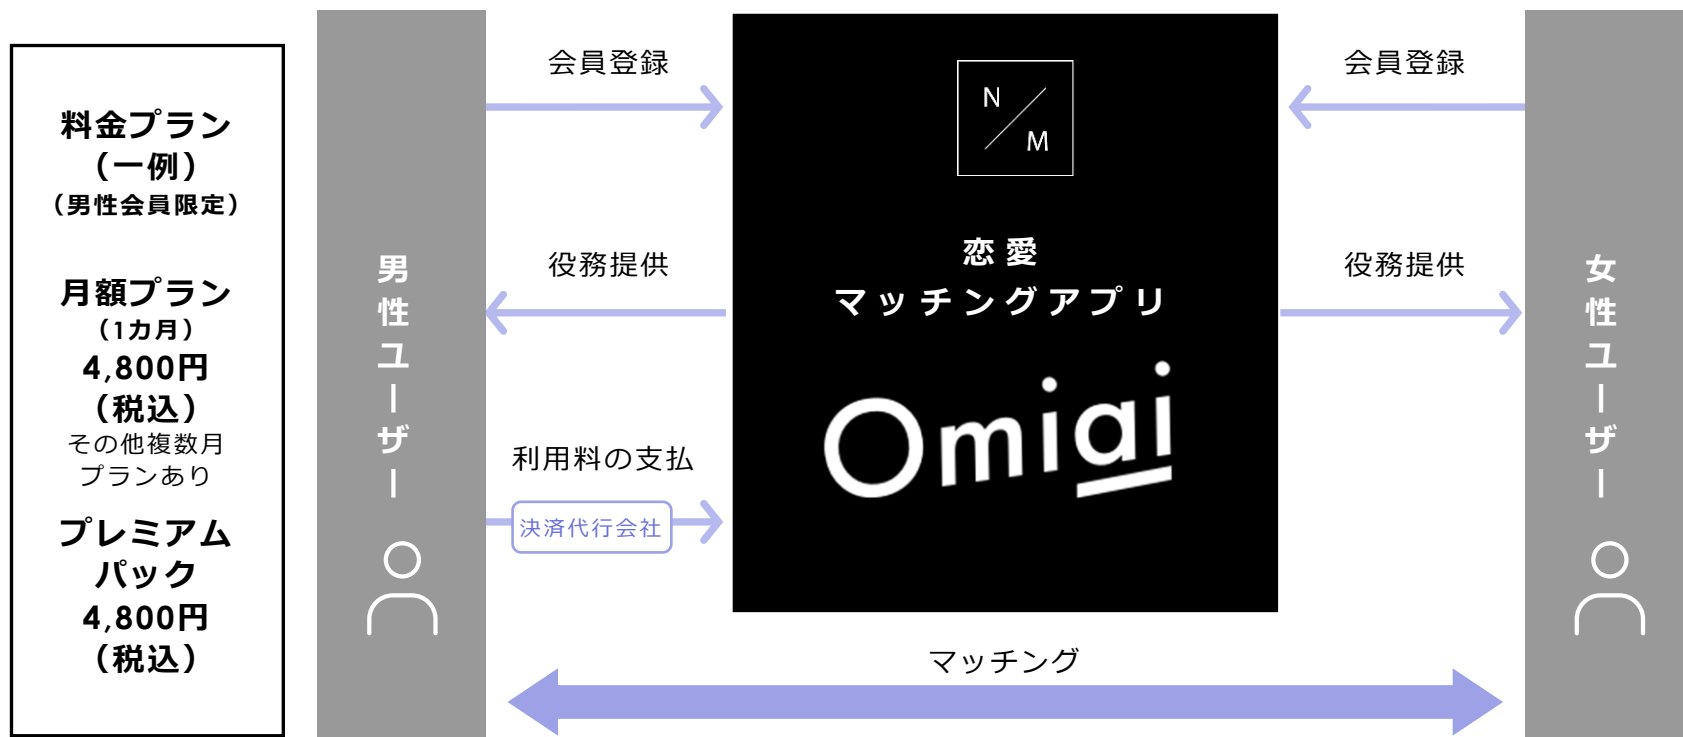 料金プラン
（一例）
（男性会員限定）
月額プラン
（1カ月）
4,800円
（税込）
その他複数月
プランあり
プレミアム
パック
4,800円
（税込）
男性ユーザー
会員登録
役務提供
利用料の支払
決済代行会社
N
M
恋愛
マッチングアプリ
Omiai
マッチング
会員登録
役務提供
女性ユーザー